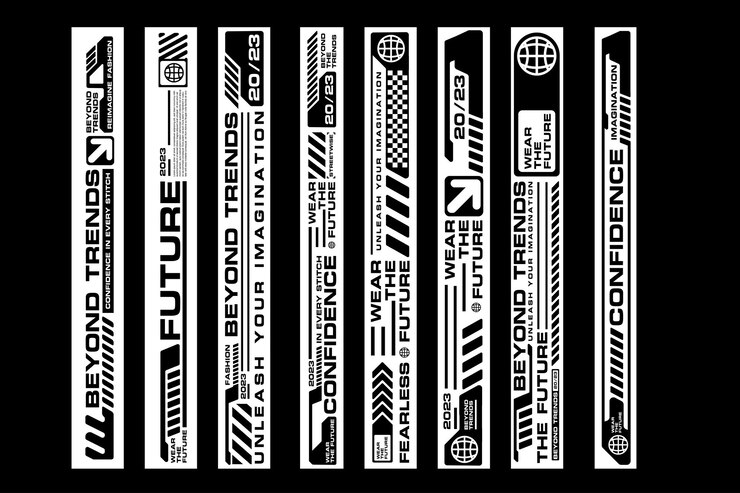 BEYOND
TRENDS
REIMAGINE FASHION
BEYOND TRENDS
CONFIDENCE IN EVERY STITCH
2023
FUTURE
WEAR
THE
FUTURE
20/23
BEYOND TRENDS
FASHION
2023
UNLEASH YOUR IMAGINATION
BEYOND
THE
TRENDS
20/23
STREETWISE
WEAR
THE
FUTURE
2023
IN EVERY STITCH
CONFIDENCE
WEAR THE FUTURE
UNLEASH YOUR IMAGINATION
WEAR
THE
FEARLESS FUTURE
WEAR
THE
FUTURE
20/23
WEAR
THE
FUTURE
2023
BEYOND
TRENDS
WEAR
THE
FUTURE
BEYOND TRENDS
UNLEASH YOUR IMAGINATION
THE FUTURE
BEYOND TRENDS 20/23
IMAGINATION
CONFIDENCE
WEAR
THE
FUTURE